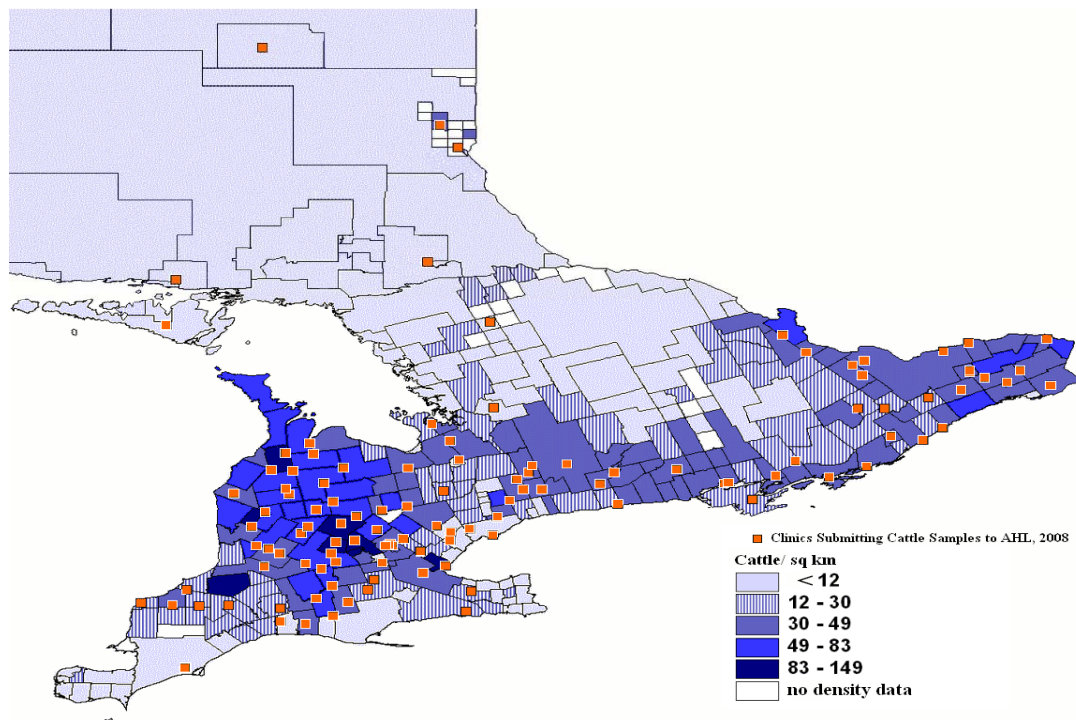 Clinics Submitting Cattle Samples to AHL, 2008
Cattle/ sq km
< 12
12 - 30
30 - 49
49 - 83
83 - 149
no density data